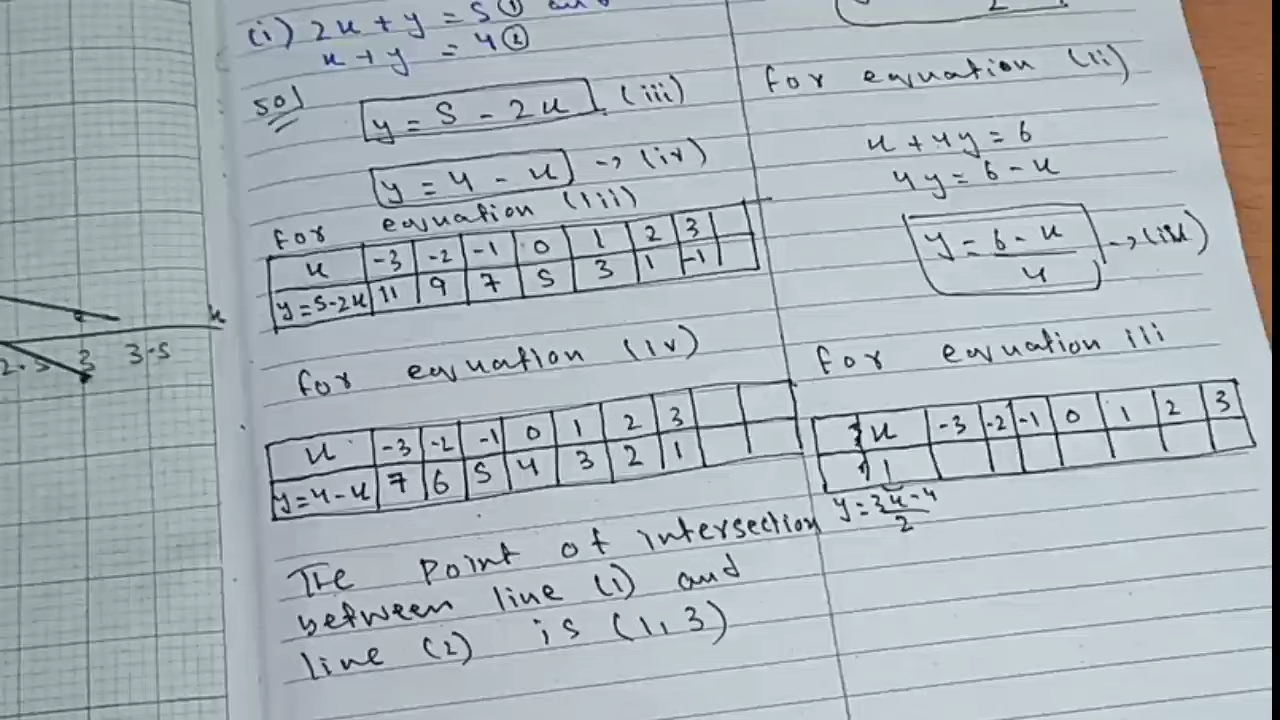 (i) 2x + y = 5 ①
x + y = 4 ②
Sol
y = 5 - 2x (iii)
y = 4 - x → (iv)
For equation (iii)
x -3 -2 -1 0 1 2 3
y=5-2x 11 9 7 5 3 1 -1
For equation (iv)
x -3 -2 -1 0 1 2 3
y=4-x 7 6 5 4 3 2 1
The point of intersection
between line (1) and
line (2) is (1, 3)
For equation (ii)
x + 4y = 6
4y = 6 - x
y = 6 - x → (iv)
4
For equation iii
x -3 -2 -1 0 1 2 3
y = 3x - 4
2
x
2.5 3 3.5